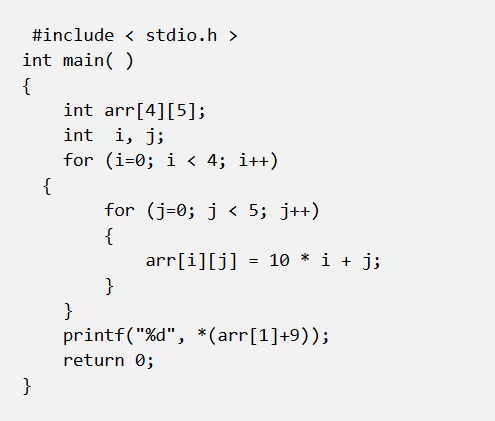 #include < stdio.h >
int main( )
{
    int arr[4][5];
    int  i, j;
    for (i=0; i < 4; i++)
  {
        for (j=0; j < 5; j++)
        {
            arr[i][j] = 10 * i + j;
        }
    }
    printf("%d", *(arr[1]+9));
    return 0;
}